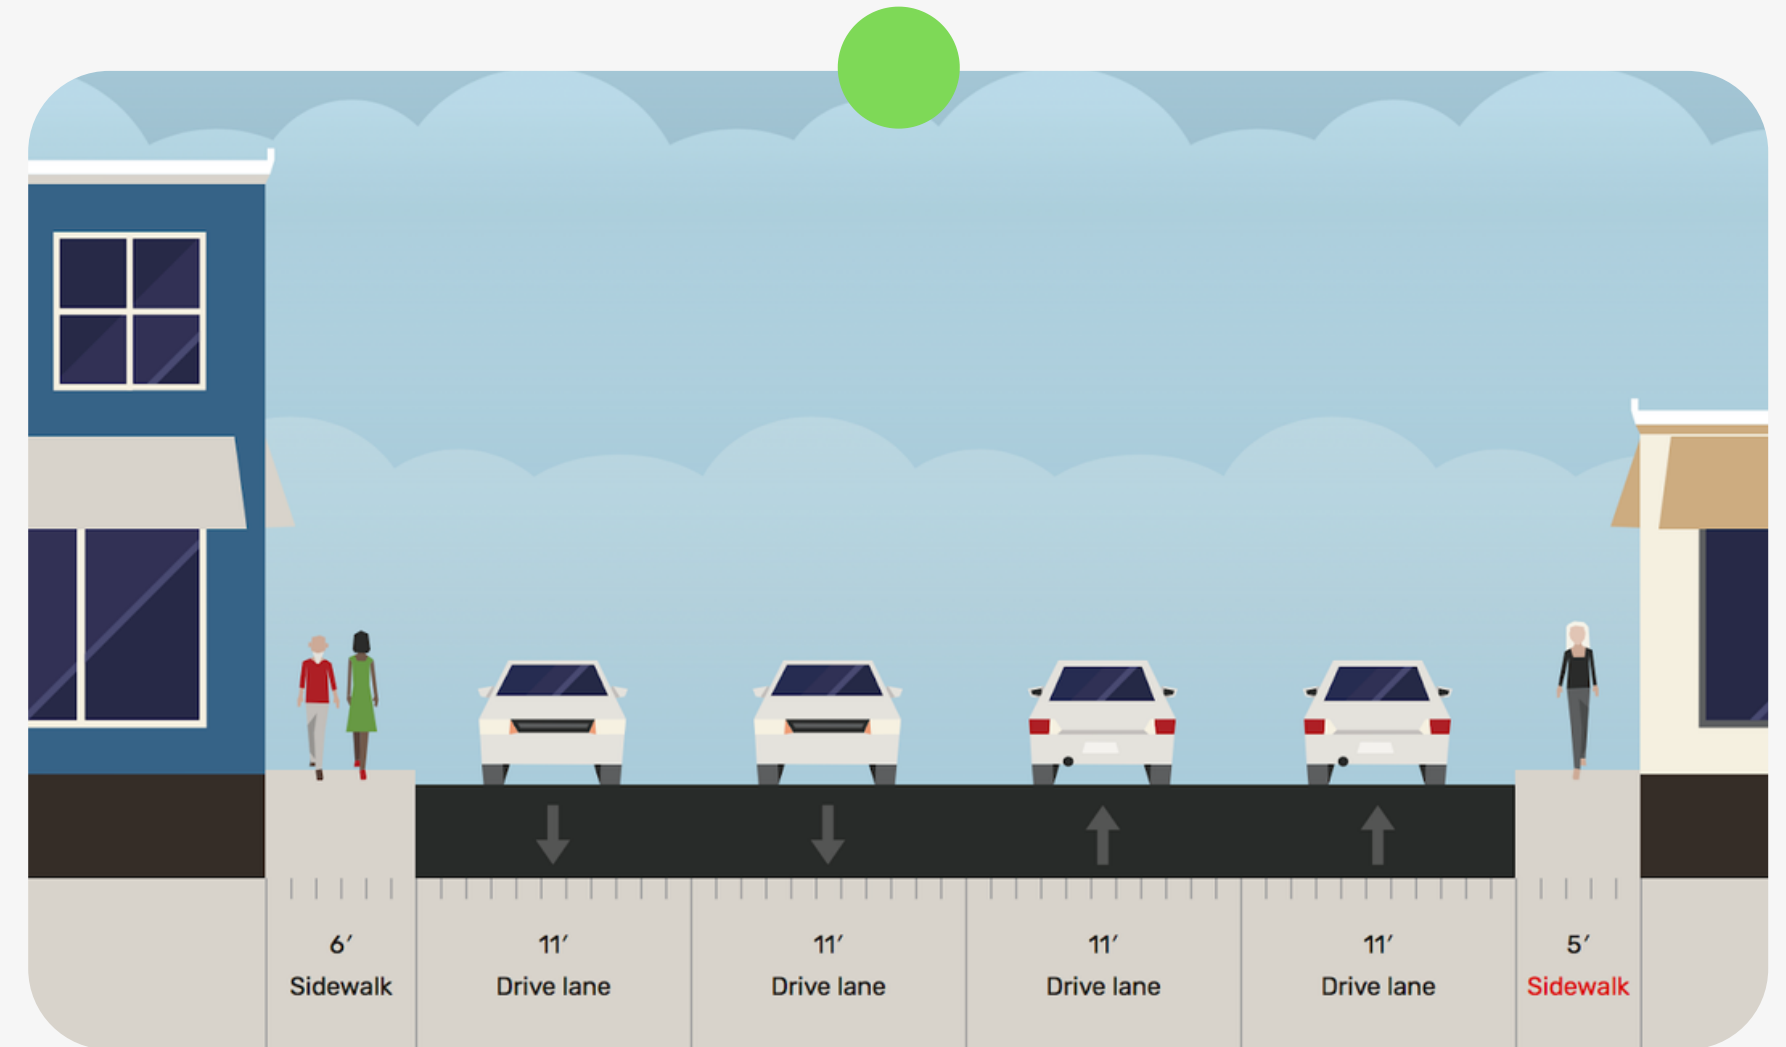 6′
Sidewalk
11′
Drive lane
11′
Drive lane
11′
Drive lane
11′
Drive lane
5′
Sidewalk